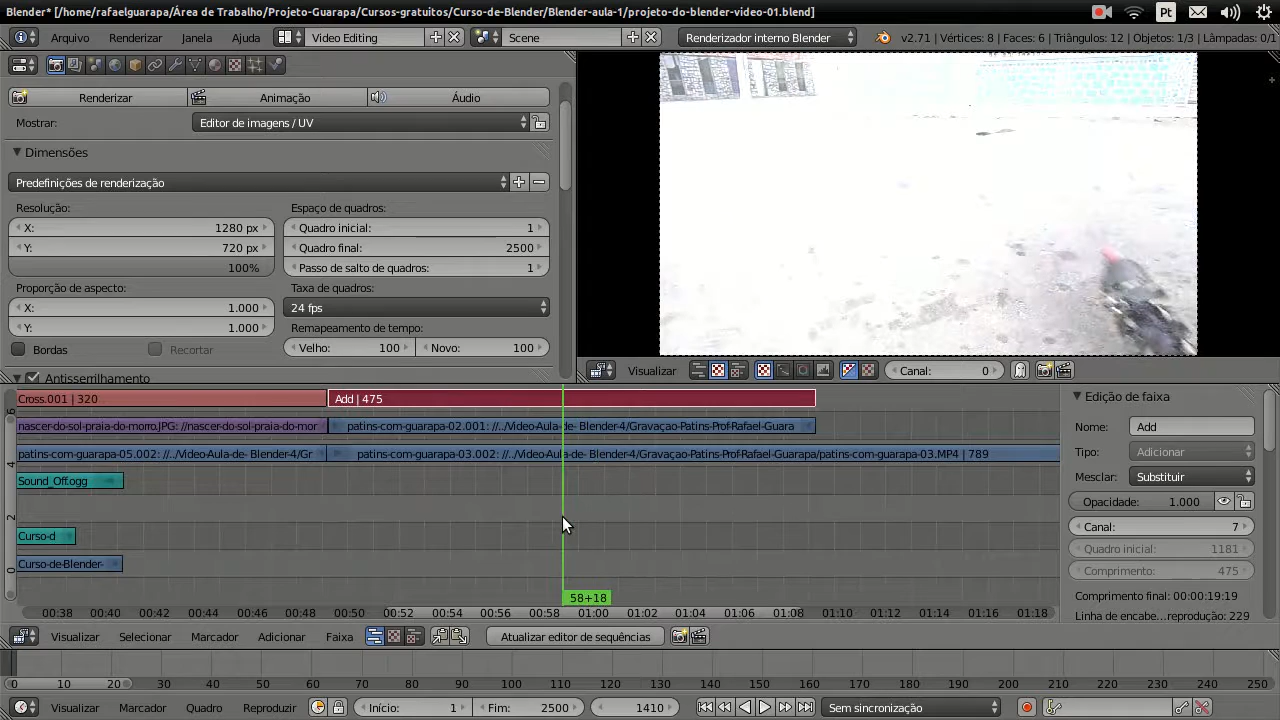 Blender* [/home/rafaelguarapa/Área de Trabalho/Projeto-Guarapa/Cursos gratuitos/Curso-de-Blender/Blender-aula-1/projeto-do-blender-video-01.blend]
Pt
Arquivo Renderizar Janela Ajuda Video Editing Scene Renderizador interno Blender v2.71 | Vértices: 8 | Faces: 6 | Triângulos: 12 | Objetos: 1/3 | Lâmpadas: 0/1
Renderizar Animação
Mostrar: Editor de imagens / UV
Dimensões
Predefinições de renderização
Resolução: Espaço de quadros:
X: 1280 px Quadro inicial: 1
Y: 720 px Quadro final: 2500
100% Passo de salto de quadros: 1
Proporção de aspecto: Taxa de quadros:
X: 1.000 24 fps
Y: 1.000 Remapeamento de tempo:
Bordas Recortar Velho: 100 Novo: 100
Antisserrilhamento
Visualizar Canal: 0
Cross.001 | 320 Add | 475
nascer-do-sol-praia-do-morro.JPG: //nascer-do-sol-praia-do-mor patins-com-guarapa-02.001: //../Video-Aula-de- Blender-4/Gravaçao-Patins-Prof-Rafael-Guara
patins-com-guarapa-05.002: //../Video-Aula-de- Blender-4/Gr patins-com-guarapa-03.002: //../Video-Aula-de- Blender-4/Gravaçao-Patins-Prof-Rafael-Guarapa/patins-com-guarapa-03.MP4 | 789
Sound_Off.ogg
Curso-d
Curso-de-Blender-
6
4
2
0
58+18
00:38 00:40 00:42 00:44 00:46 00:48 00:50 00:52 00:54 00:56 00:58 01:00 01:02 01:04 01:06 01:08 01:10 01:12 01:14 01:16 01:18
Edição de faixa
Nome: Add
Tipo: Adicionar
Mesclar: Substituir
Opacidade: 1.000
Canal: 7
Quadro inicial: 1181
Comprimento: 475
Comprimento final: 00:00:19:19
Linha de encabe...reprodução: 229
Visualizar Selecionar Marcador Adicionar Faixa Atualizar editor de sequências
0 10 20 30 40 50 60 70 80 90 100 110 120 130 140 150 160 170 180 190 200 210 220 230 240 250
Visualizar Marcador Quadro Reproduzir Início: 1 Fim: 2500 1410 Sem sincronização